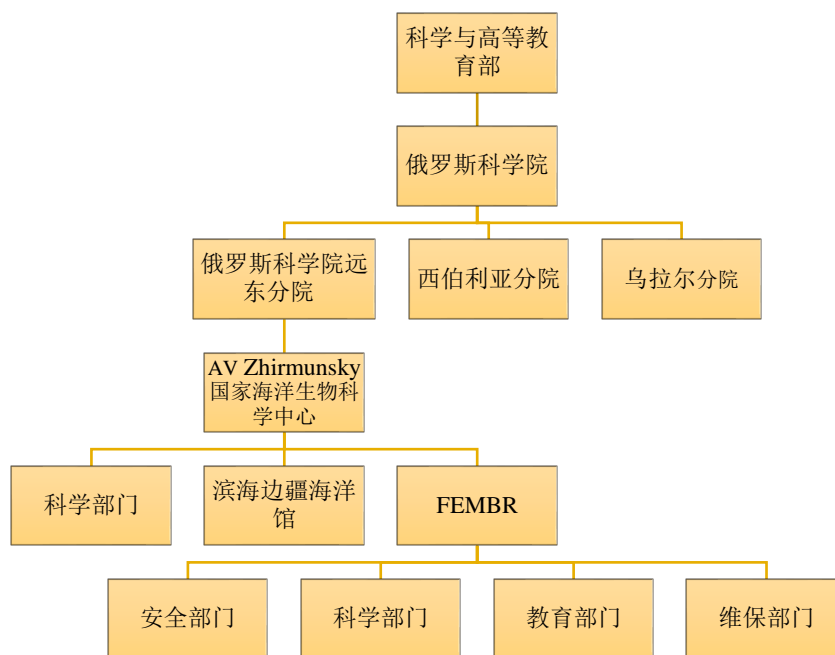 科学与高等教
育部
俄罗斯科学院
俄罗斯科学院远
东分院
西伯利亚分院
乌拉尔分院
AV Zhirmunsky
国家海洋生物科
学中心
科学部门
滨海边疆海洋
馆
FEMBR
安全部门
科学部门
教育部门
维保部门